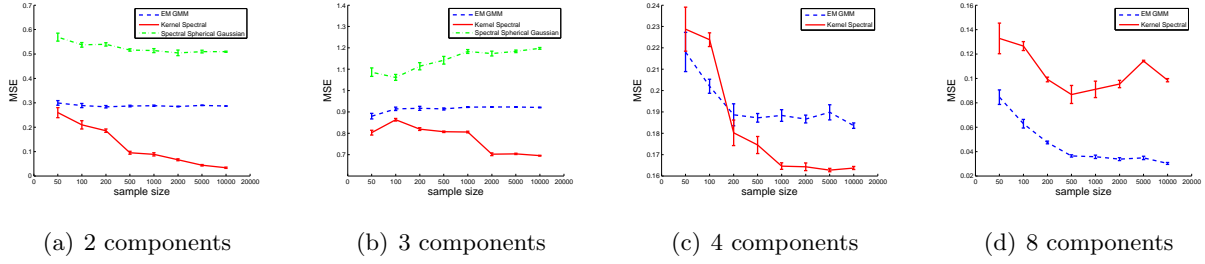 EM GMM
Kernel Spectral
Spectral Spherical Gaussian
MSE
0.7
0.6
0.5
0.4
0.3
0.2
0.1
0
0 50 100 200 500 1000 2000 5000 10000 20000
sample size
(a) 2 components
EM GMM
Kernel Spectral
Spectral Spherical Gaussian
MSE
1.4
1.3
1.2
1.1
1
0.9
0.8
0.7
0 50 100 200 500 1000 2000 5000 10000 20000
sample size
(b) 3 components
EM GMM
Kernel Spectral
MSE
0.24
0.23
0.22
0.21
0.2
0.19
0.18
0.17
0.16
0 50 100 200 500 1000 2000 5000 10000 20000
sample size
(c) 4 components
EM GMM
Kernel Spectral
MSE
0.16
0.14
0.12
0.1
0.08
0.06
0.04
0.02
0 50 100 200 500 1000 2000 5000 10000 20000
sample size
(d) 8 components